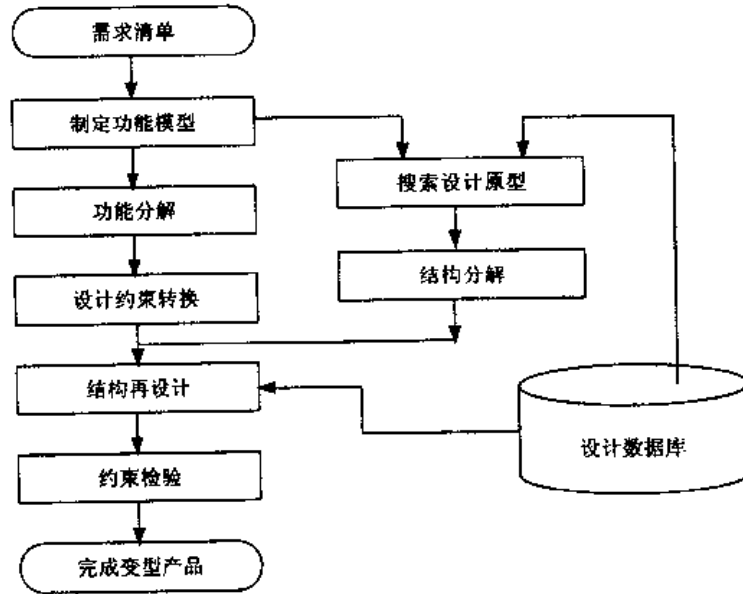 需求清单
制定功能模型
搜索设计原型
功能分解
结构分解
设计约束转换
结构再设计
设计数据库
约束检验
完成变型产品